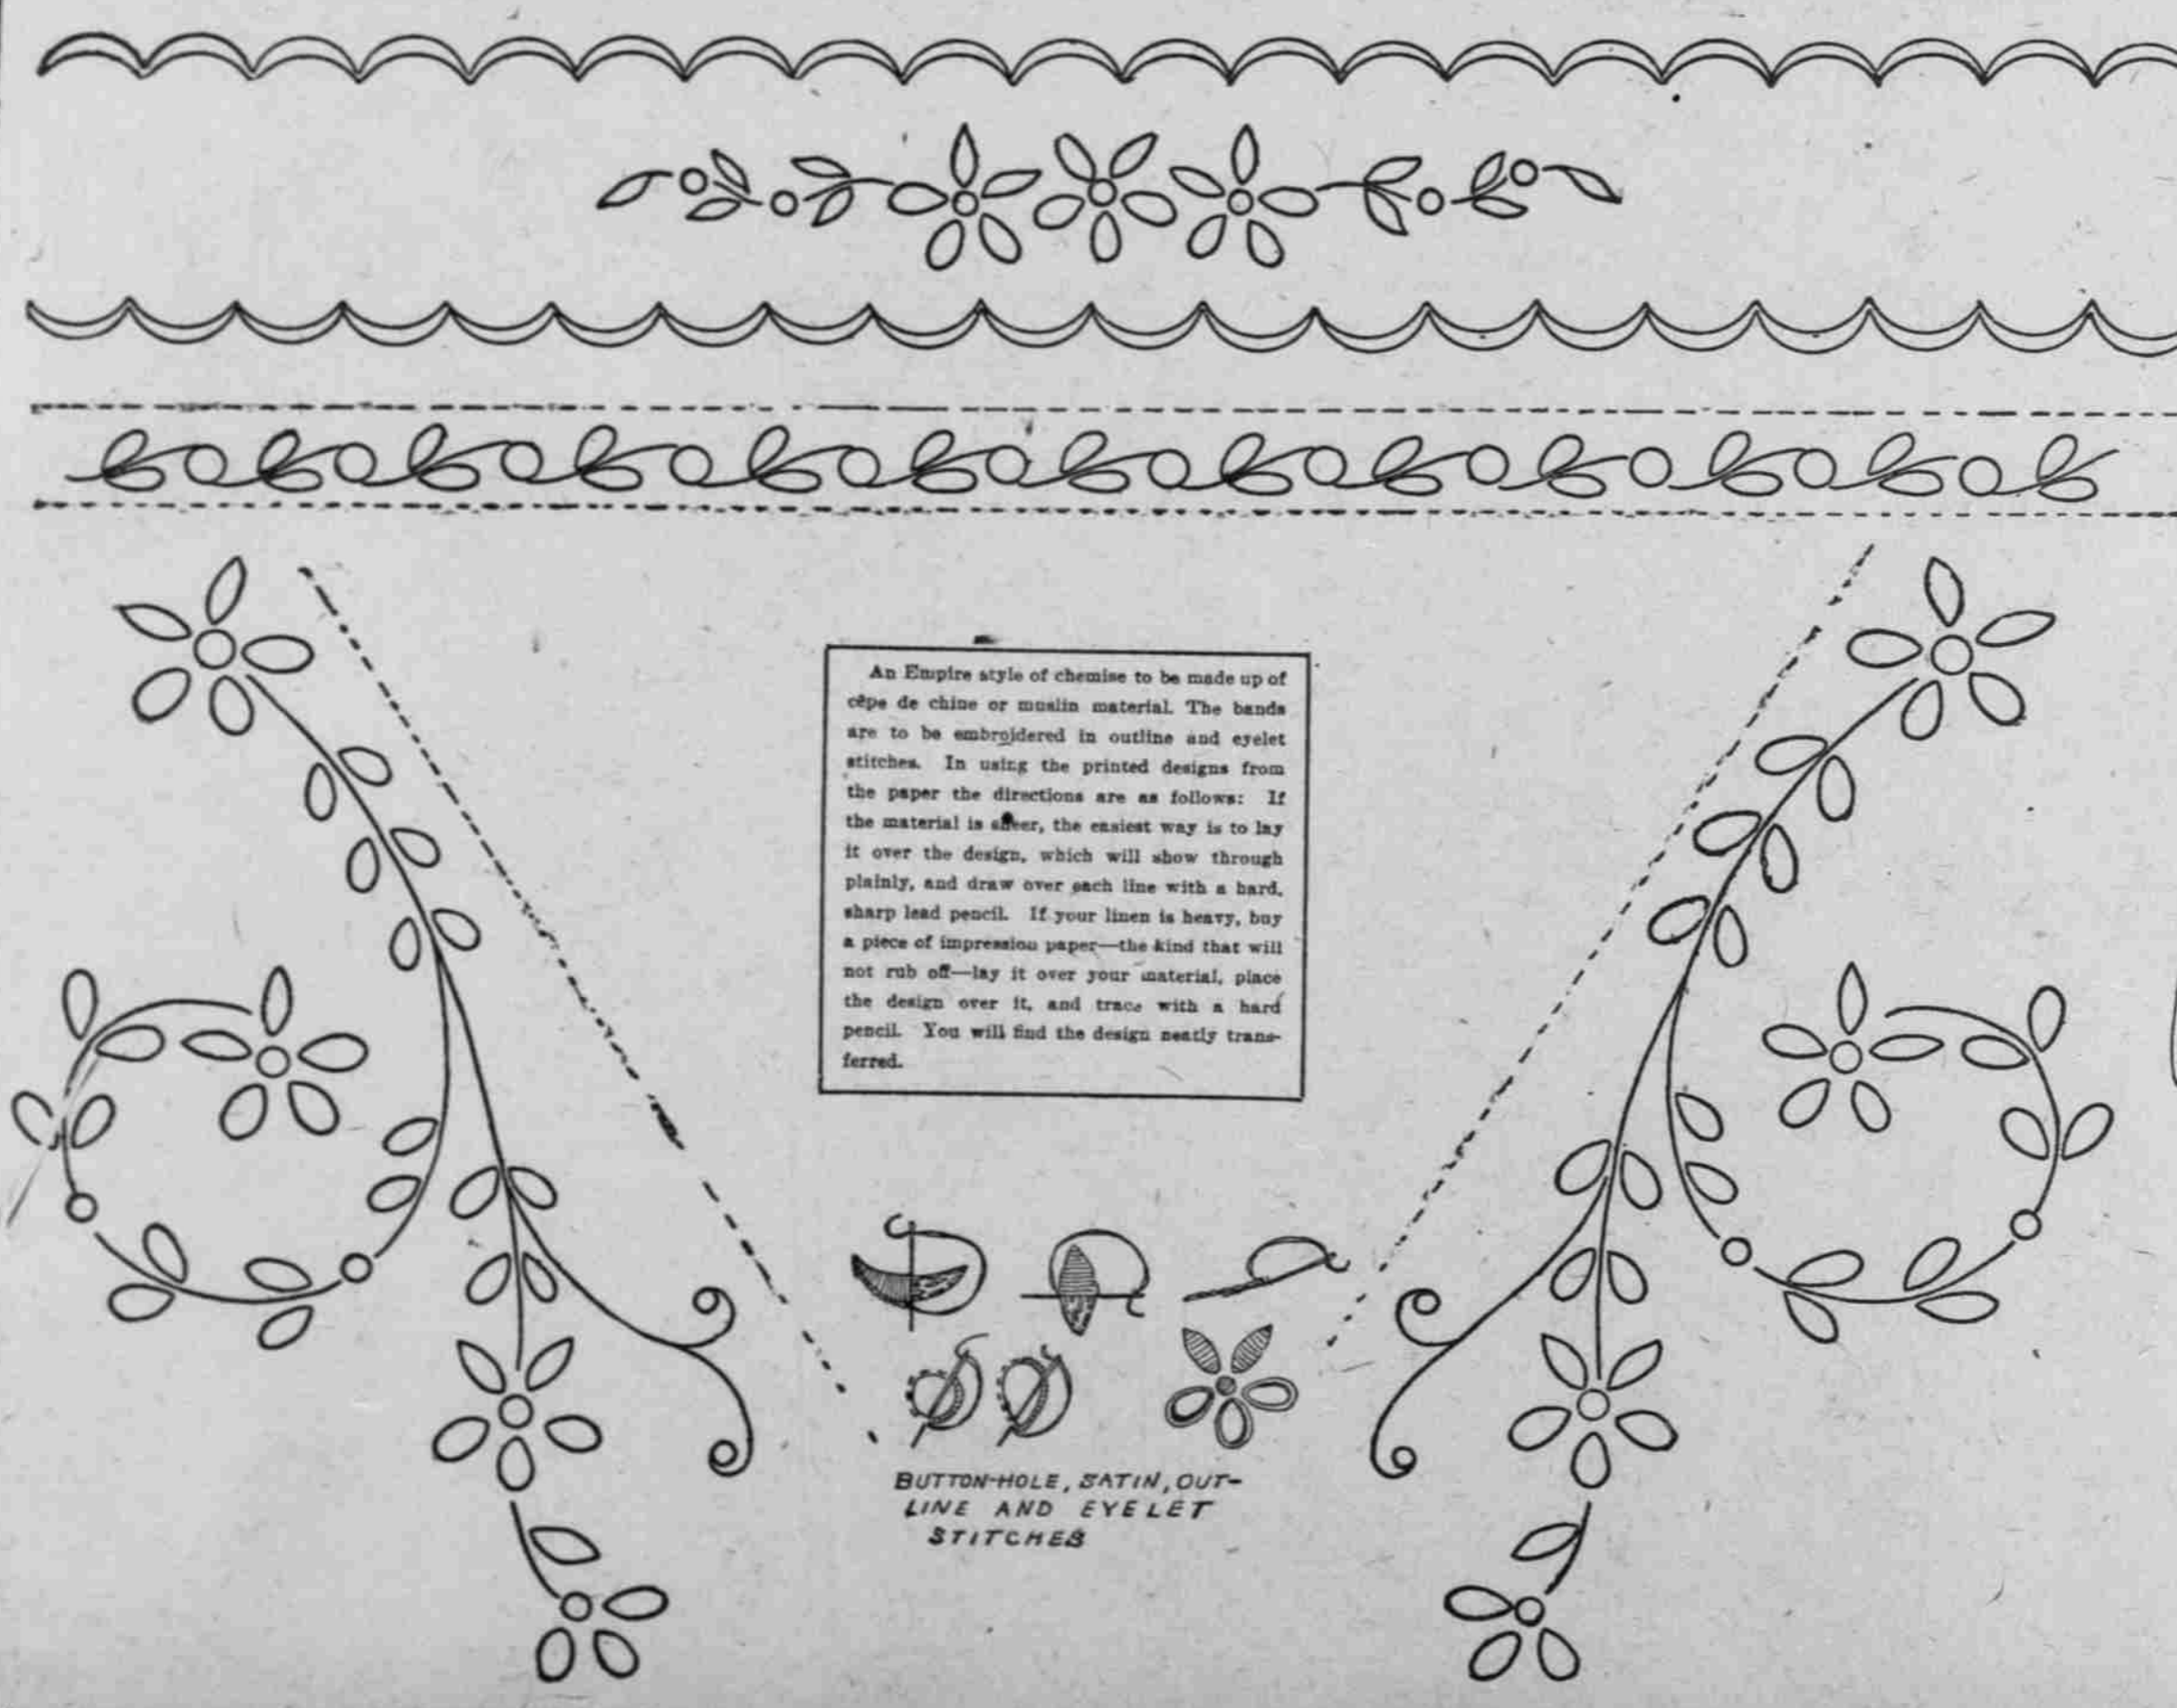 An Empire style of chemise to be made up of
cêpe de chine or muslin material. The bands
are to be embroidered in outline and eyelet
stitches. In using the printed designs from
the paper the directions are as follows: If
the material is sheer, the easiest way is to lay
it over the design, which will show through
plainly, and draw over each line with a hard,
sharp lead pencil. If your linen is heavy, buy
a piece of impression paper—the kind that will
not rub off—lay it over your material, place
the design over it, and trace with a hard
pencil. You will find the design neatly trans-
ferred.
BUTTON-HOLE, SATIN, OUT-
LINE AND EYELET
STITCHES